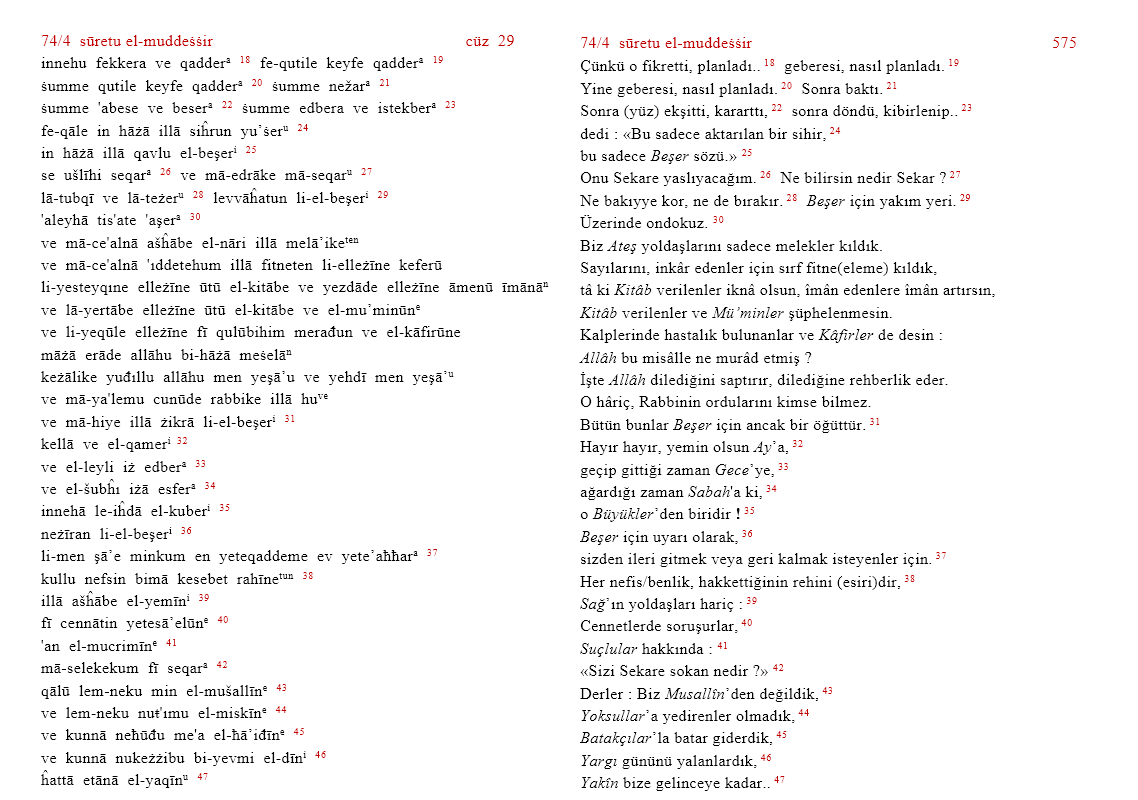 74/4 sūretu el-muddeṡṡir cüz 29
innehu fekkera ve qadderᵃ 18 fe-qutile keyfe qadderᵃ 19
ṡumme qutile keyfe qadderᵃ 20 ṡumme nežarᵃ 21
ṡumme 'abese ve beserᵃ 22 ṡumme edbera ve istekberᵃ 23
fe-qāle in hāżā illā siĥrun yu’ṡerᵘ 24
in hāżā illā qavlu el-beşerⁱ 25
se ušlīhi seqarᵃ 26 ve mā-edrāke mā-seqarᵘ 27
lā-tubqī ve lā-teżerᵘ 28 levvāĥatun li-el-beşerⁱ 29
'aleyhā tis'ate 'aşerᵃ 30
ve mā-ce'alnā ašĥābe el-nāri illā melā’iketᵉⁿ
ve mā-ce'alnā 'ıddetehum illā fitneten li-elleżīne keferū
li-yesteyqıne elleżīne ūtū el-kitābe ve yezdāde elleżīne āmenū īmānāⁿ
ve lā-yertābe elleżīne ūtū el-kitābe ve el-mu’minūnᵉ
ve li-yeqūle elleżīne fī qulūbihim merađun ve el-kāfirūne
māżā erāde allāhu bi-hāżā meṡelāⁿ
keżālike yuđıllu allāhu men yeşā’u ve yehdī men yeşā’ᵘ
ve mā-ya'lemu cunūde rabbike illā huᵛᵉ
ve mā-hiye illā żikrā li-el-beşerⁱ 31
kellā ve el-qamerⁱ 32
ve el-leyli iż edberᵃ 33
ve el-šubĥı iżā esferᵃ 34
innehā le-iĥdā el-kuberⁱ 35
neżīran li-el-beşerⁱ 36
li-men şā’e minkum en yeteqaddeme ev yete’aħħarᵃ 37
kullu nefsin bimā kesebet rahīneᵗᵘⁿ 38
illā ašĥābe el-yemīnⁱ 39
fī cennātin yetesā’elūnᵉ 40
'an el-mucrimīnᵉ 41
mā-selekekum fī seqarᵃ 42
qālū lem-neku min el-mušallīnᵉ 43
ve lem-neku nuŧ'ımu el-miskīnᵉ 44
ve kunnā neħūđu me'a el-ħā’iđīnᵉ 45
ve kunnā nukeżżibu bi-yevmi el-dīnⁱ 46
ĥattā etānā el-yaqīnᵘ 47
74/4 sūretu el-muddeṡṡir 575
Çünkü o fikretti, planladı.. 18 geberesi, nasıl planladı. 19
Yine geberesi, nasıl planladı. 20 Sonra baktı. 21
Sonra (yüz) ekşitti, kararttı, 22 sonra döndü, kibirlenip.. 23
dedi : «Bu sadece aktarılan bir sihir, 24
bu sadece Beşer sözü.» 25
Onu Sekare yaslıyacağım. 26 Ne bilirsin nedir Sekar ? 27
Ne bakıyye kor, ne de bırakır. 28 Beşer için yakım yeri. 29
Üzerinde ondokuz. 30
Biz Ateş yoldaşlarını sadece melekler kıldık.
Sayılarını, inkâr edenler için sırf fitne(eleme) kıldık,
tâ ki Kitâb verilenler iknâ olsun, îmân edenlere îmân artırsın,
Kitâb verilenler ve Mü’minler şüphelenmesin.
Kalplerinde hastalık bulunanlar ve Kâfirler de desin :
Allâh bu misâlle ne murâd etmiş ?
İşte Allâh dilediğini saptırır, dilediğine rehberlik eder.
O hâriç, Rabbinin ordularını kimse bilmez.
Bütün bunlar Beşer için ancak bir öğüttür. 31
Hayır hayır, yemin olsun Ay’a, 32
geçip gittiği zaman Gece’ye, 33
ağardığı zaman Sabah'a ki, 34
o Büyükler’den biridir ! 35
Beşer için uyarı olarak, 36
sizden ileri gitmek veya geri kalmak isteyenler için. 37
Her nefis/benlik, hakkettiğinin rehini (esiri)dir, 38
Sağ’ın yoldaşları hariç : 39
Cennetlerde soruşurlar, 40
Suçlular hakkında : 41
«Sizi Sekare sokan nedir ?» 42
Derler : Biz Musallîn’den değildik, 43
Yoksullar’a yedirenler olmadık, 44
Batakçılar’la batar giderdik, 45
Yargı gününü yalanlardık, 46
Yakîn bize gelinceye kadar.. 47